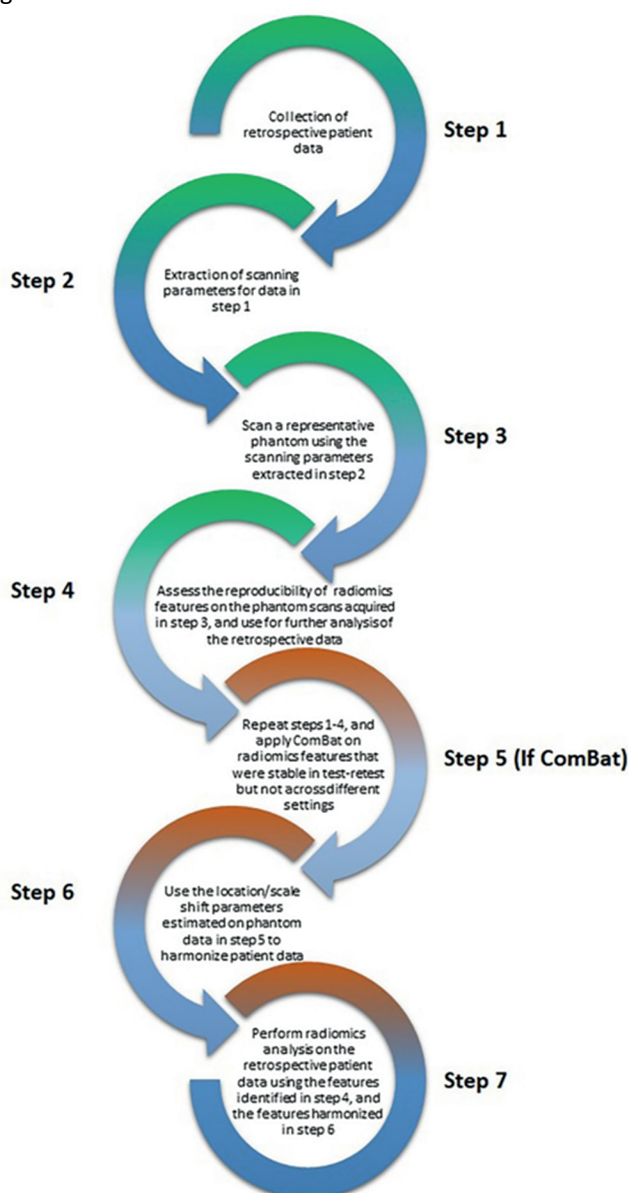 Collection of
retrospective patient
data
Step 1
Step 2
Extraction of scanning
parameters for data in
step 1
Scan a representative
phantom using the
scanning parameters
extracted in step 2
Step 3
Step 4
Assess the reproducibility of radiomics
features on the phantom scans acquired
in step 3, and use for further analysis of
the retrospective data
Repeat steps 1-4, and
apply ComBat on
radiomics features that
were stable in test-retest
but not across different
settings
Step 5 (If ComBat)
Step 6
Use the location/scale
shift parameters
estimated on phantom
data in step 5 to
harmonize patient data
Perform radiomics
analysis on the
retrospective patient
data using the features
identified in step 4, and
the features harmonized
in step 6
Step 7